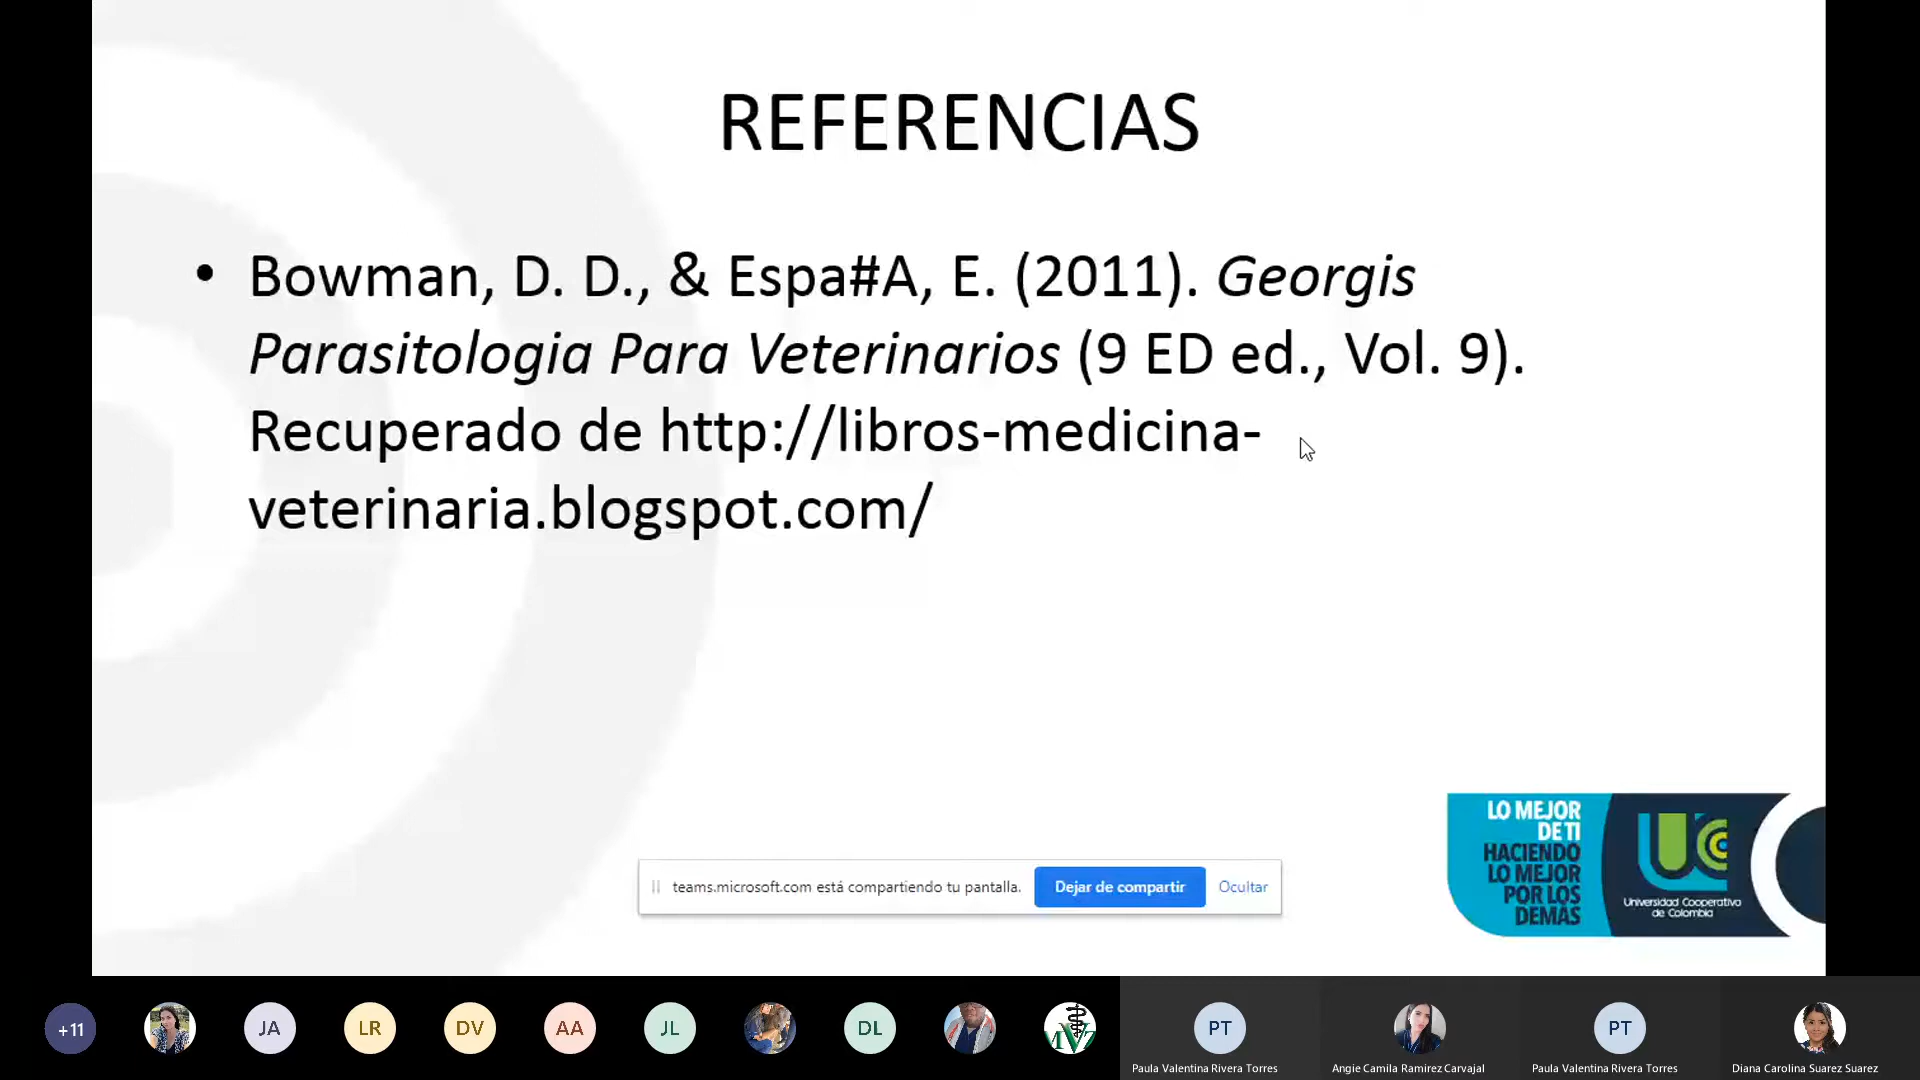 REFERENCIAS
• Bowman, D. D., & Espa#A, E. (2011). Georgis
Parasitologia Para Veterinarios (9 ED ed., Vol. 9).
Recuperado de http://libros-medicina-
veterinaria.blogspot.com/
LO MEJOR
DE TI
HACIENDO
LO MEJOR
POR LOS
DEMÁS
UCC
Universidad Cooperativa
de Colombia
teams.microsoft.com está compartiendo tu pantalla.
Dejar de compartir
Ocultar
+11
JA
LR
DV
AA
JL
DL
MVZ
PT
PT
Paula Valentina Rivera Torres
Angie Camila Ramirez Carvajal
Paula Valentina Rivera Torres
Diana Carolina Suarez Suarez